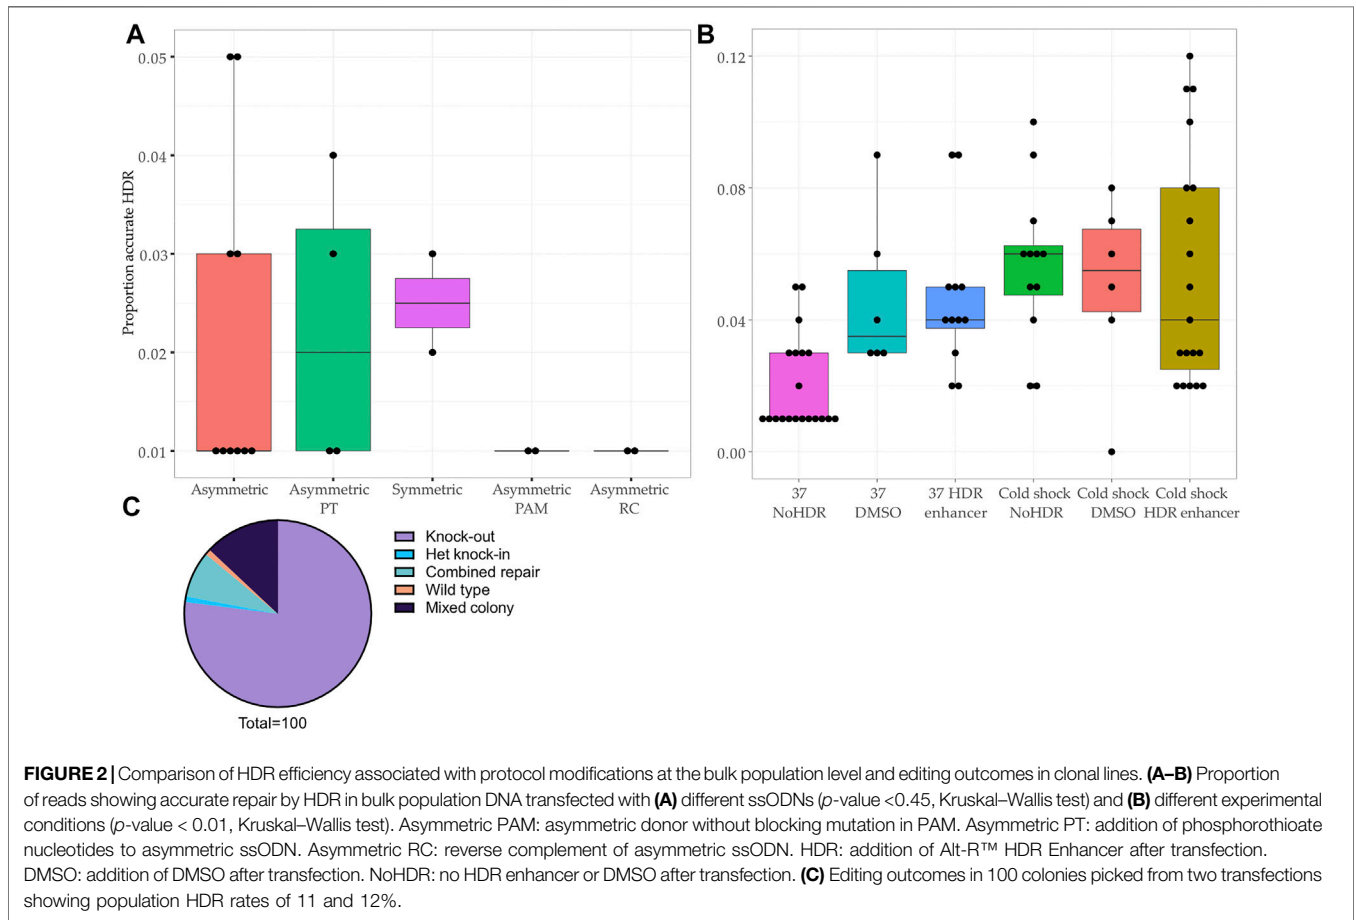 A
B
0.05
0.04
0.03
0.02
0.01
Proportion accurate HDR
Asymmetric
Asymmetric
PT
Symmetric
Asymmetric
PAM
Asymmetric
RC
0.12
0.08
0.04
0.00
37
NoHDR
37
DMSO
37 HDR
enhancer
Cold shock
NoHDR
Cold shock
DMSO
Cold shock
HDR enhancer
C
Knock-out
Het knock-in
Combined repair
Wild type
Mixed colony
Total=100
FIGURE 2 | Comparison of HDR efficiency associated with protocol modifications at the bulk population level and editing outcomes in clonal lines. (A–B) Proportion
of reads showing accurate repair by HDR in bulk population DNA transfected with (A) different ssODNs (p-value <0.45, Kruskal–Wallis test) and (B) different experimental
conditions (p-value < 0.01, Kruskal–Wallis test). Asymmetric PAM: asymmetric donor without blocking mutation in PAM. Asymmetric PT: addition of phosphorothioate
nucleotides to asymmetric ssODN. Asymmetric RC: reverse complement of asymmetric ssODN. HDR: addition of Alt-R™ HDR Enhancer after transfection.
DMSO: addition of DMSO after transfection. NoHDR: no HDR enhancer or DMSO after transfection. (C) Editing outcomes in 100 colonies picked from two transfections
showing population HDR rates of 11 and 12%.